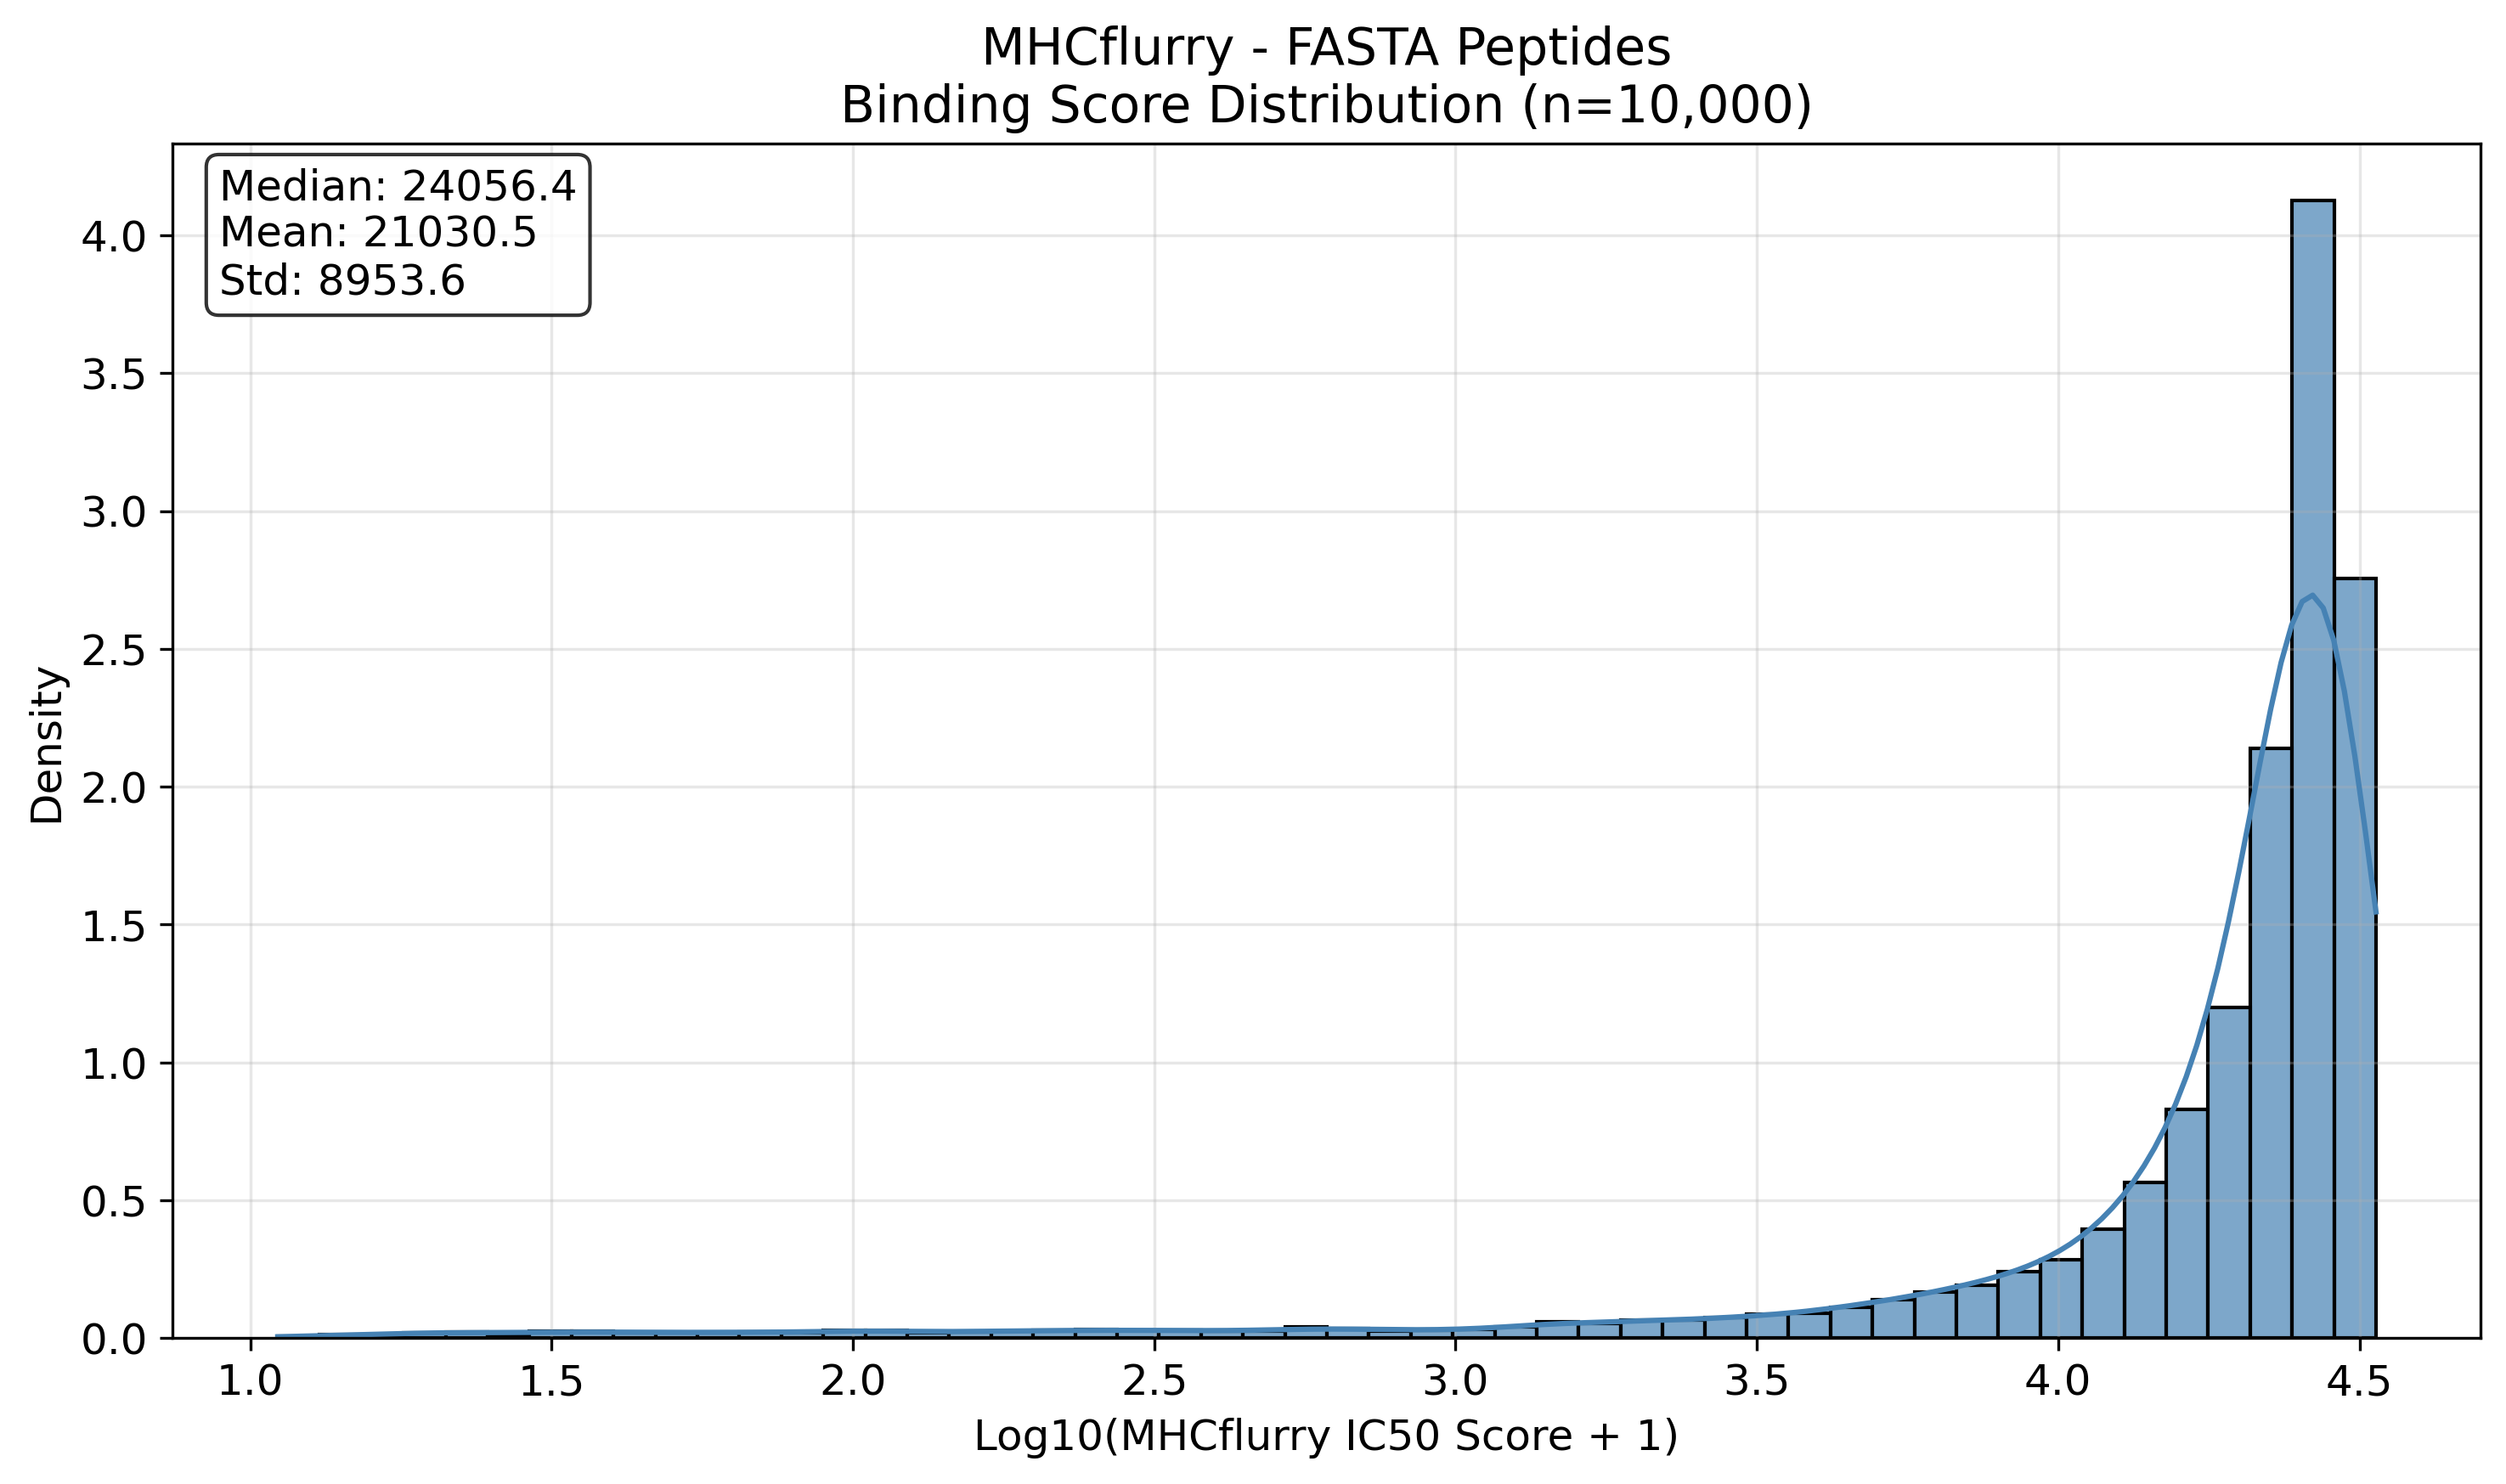 MHCflurry - FASTA Peptides
Binding Score Distribution (n=10,000)
Median: 24056.4
Mean: 21030.5
Std: 8953.6
Density
4.0
3.5
3.0
2.5
2.0
1.5
1.0
0.5
0.0
1.0 1.5 2.0 2.5 3.0 3.5 4.0 4.5
Log10(MHCflurry IC50 Score + 1)